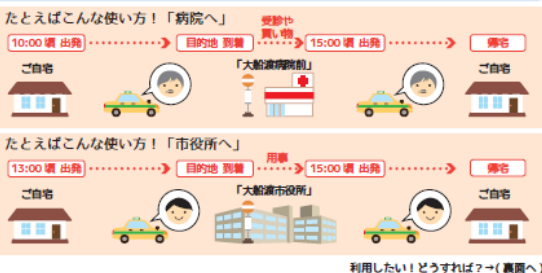 たとえばこんな使い方！「病院へ」
受診や
買い物
10:00 頃 出発
目的地 到着
15:00 頃 出発
帰宅
ご自宅
「大船渡病院前」
ご自宅
たとえばこんな使い方！「市役所へ」
用事
13:00 頃 出発
目的地 到着
15:00 頃 出発
帰宅
ご自宅
「大船渡市役所」
ご自宅
利用したい！どうすれば？→( 裏面へ )